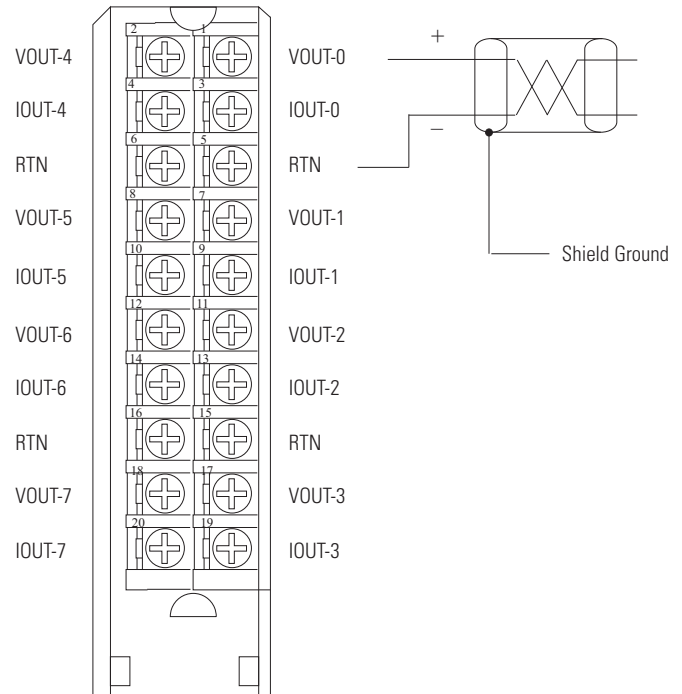 2 1
VOUT-4 VOUT-0 +
4 3
IOUT-4 IOUT-0
−
6 5
RTN RTN
8 7
VOUT-5 VOUT-1
Shield Ground
10 9
IOUT-5 IOUT-1
12 11
VOUT-6 VOUT-2
14 13
IOUT-6 IOUT-2
16 15
RTN RTN
18 17
VOUT-7 VOUT-3
20 19
IOUT-7 IOUT-3